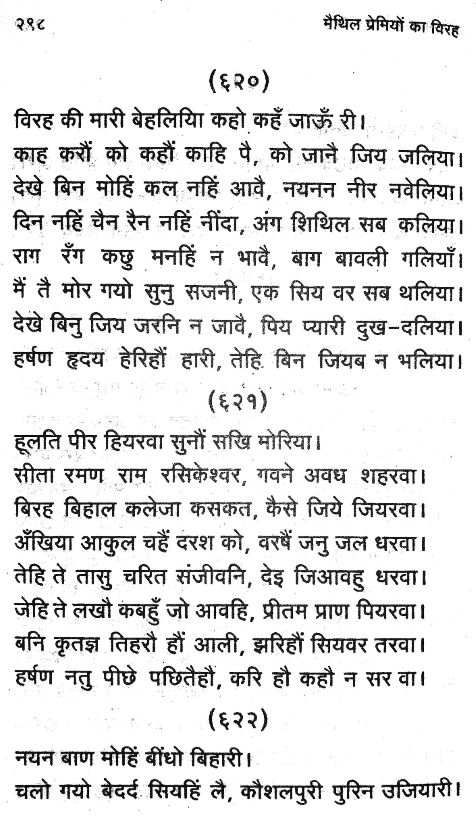 २९८ मैथिल प्रेमियों का विरह
(६२०)
विरह की मारी बेहलियिा कहो कहँ जाऊँ री।
काह करौं को कहौं काहि पै, को जानै जिय जलिया।
देखे बिन मोहिं कल नहिं आवै, नयनन नीर नवेलिया।
दिन नहिं चैन रैन नहिं नींदा, अंग शिथिल सब कलिया।
राग रँग कछु मनहिं न भावै, बाग बावली गलियाँ।
मैं तै मोर गयो सुनु सजनी, एक सिय वर सब थलिया।
देखे बिनु जिय जरनि न जावै, पिय प्यारी दुख-दलिया।
हर्षण हृदय हेरिहौं हारी, तेहि बिन जियब न भलिया।
(६२१)
हूलति पीर हियरवा सुनौं सखि मोरिया।
सीता रमण राम रसिकेश्वर, गवने अवध शहरवा।
बिरह बिहाल कलेजा कसकत, कैसे जिये जियरवा।
अँखिया आकुल चहैं दरश को, वरषैं जनु जल धरवा।
तेहि ते तासु चरित संजीवनि, देइ जिआवहु धरवा।
जेहि ते लखौ कबहुँ जो आवहि, प्रीतम प्राण पियरवा।
बनि कृतज्ञ तिहरौ हौं आली, झरिहौं सियवर तरवा।
हर्षण नतु पीछे पछितैहौ, करि हौ कहौ न सर वा।
(६२२)
नयन बाण मोहिं बींधो बिहारी।
चलो गयो बेदर्द सियहिं लै, कौशलपुरी पुरिन उजियारी।